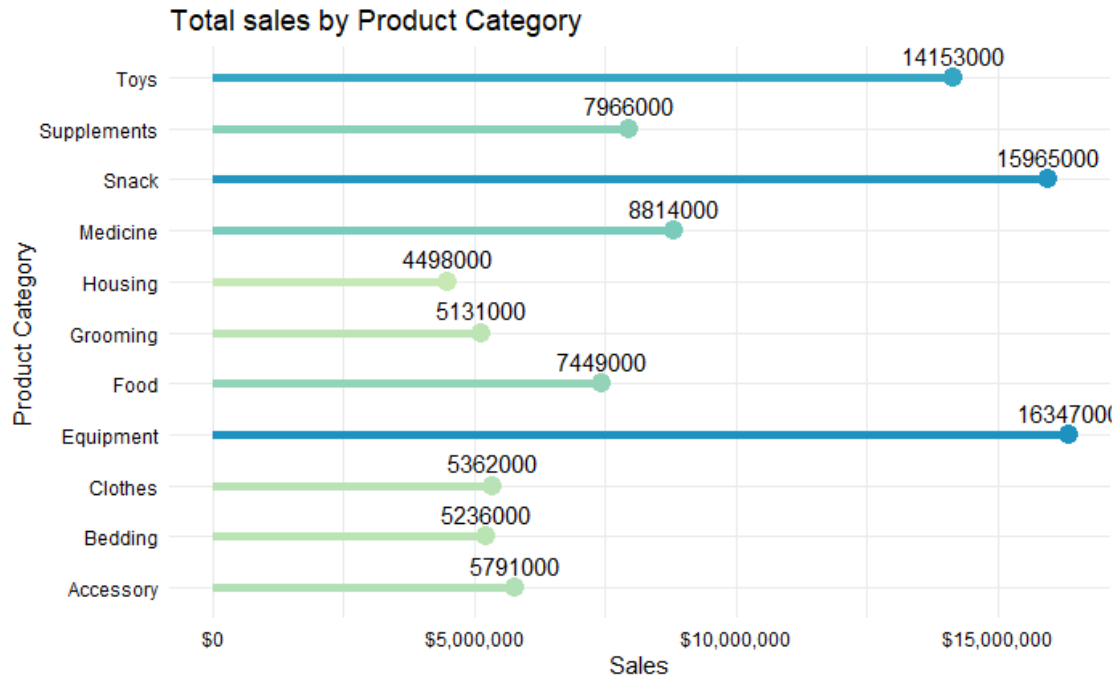 Total sales by Product Category
Product Category
Toys 14153000
Supplements 7966000
Snack 15965000
Medicine 8814000
Housing 4498000
Grooming 5131000
Food 7449000
Equipment 16347000
Clothes 5362000
Bedding 5236000
Accessory 5791000
$0 $5,000,000 $10,000,000 $15,000,000
Sales